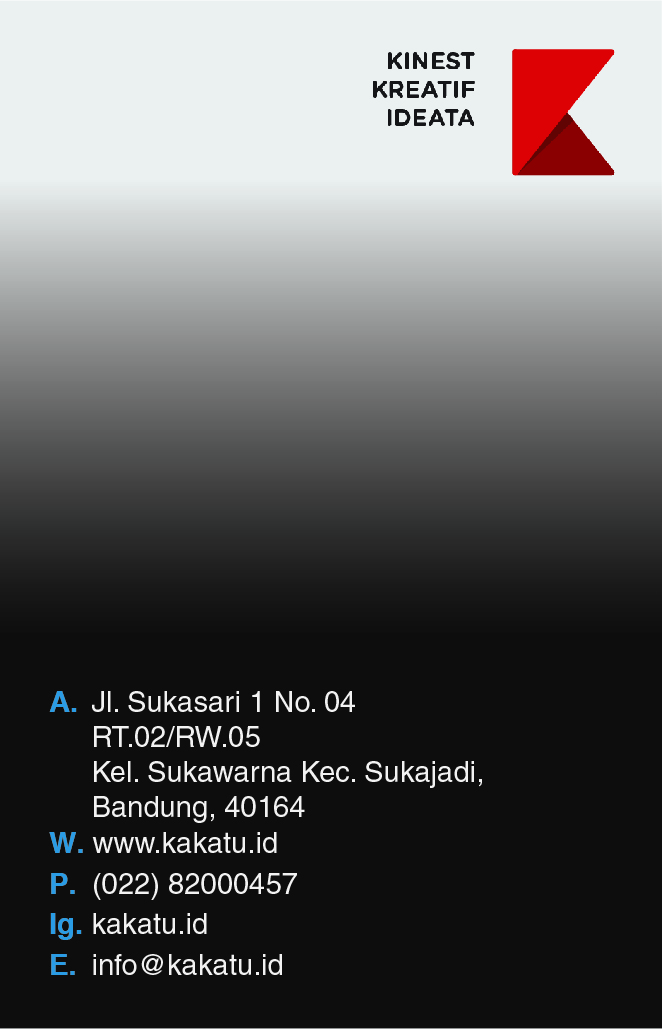 KINEST
KREATIF
IDEATA
A. Jl. Sukasari 1 No. 04
RT.02/RW.05
Kel. Sukawarna Kec. Sukajadi,
Bandung, 40164
W. www.kakatu.id
P. (022) 82000457
Ig. kakatu.id
E. info@kakatu.id